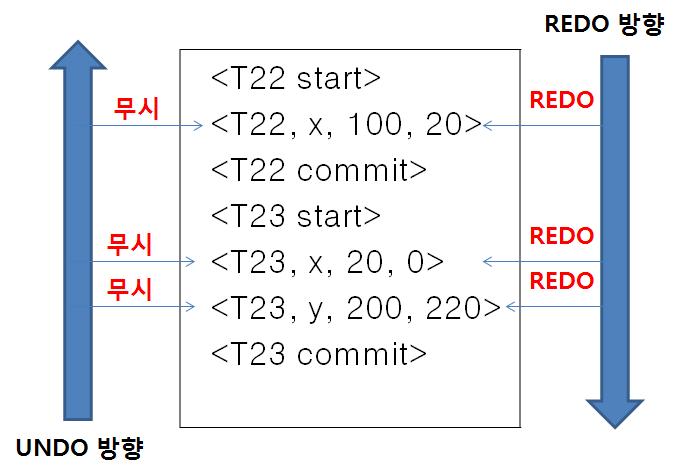 REDO 방향
<T22 start>
무시
<T22, x, 100, 20>
REDO
<T22 commit>
<T23 start>
무시
<T23, x, 20, 0>
REDO
무시
<T23, y, 200, 220>
REDO
<T23 commit>
UNDO 방향